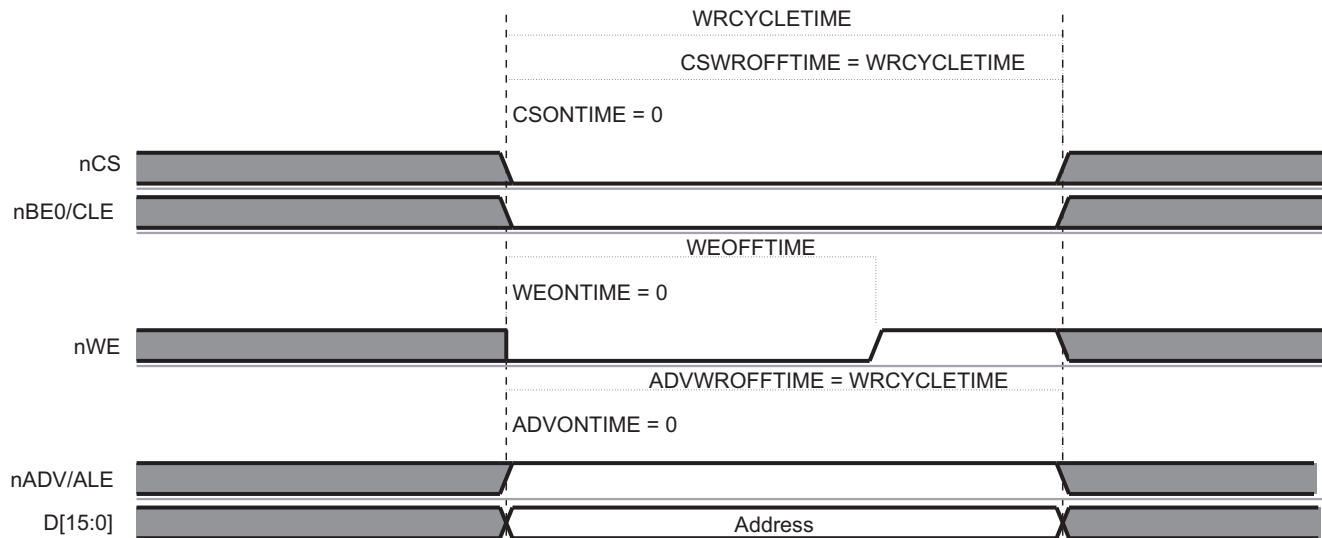 WRCYCLETIME
CSWROFFTIME = WRCYCLETIME
CSONTIME = 0
nCS
nBE0/CLE
WEOFFTIME
WEONTIME = 0
nWE
ADVWROFFTIME = WRCYCLETIME
ADVONTIME = 0
nADV/ALE
D[15:0]
Address